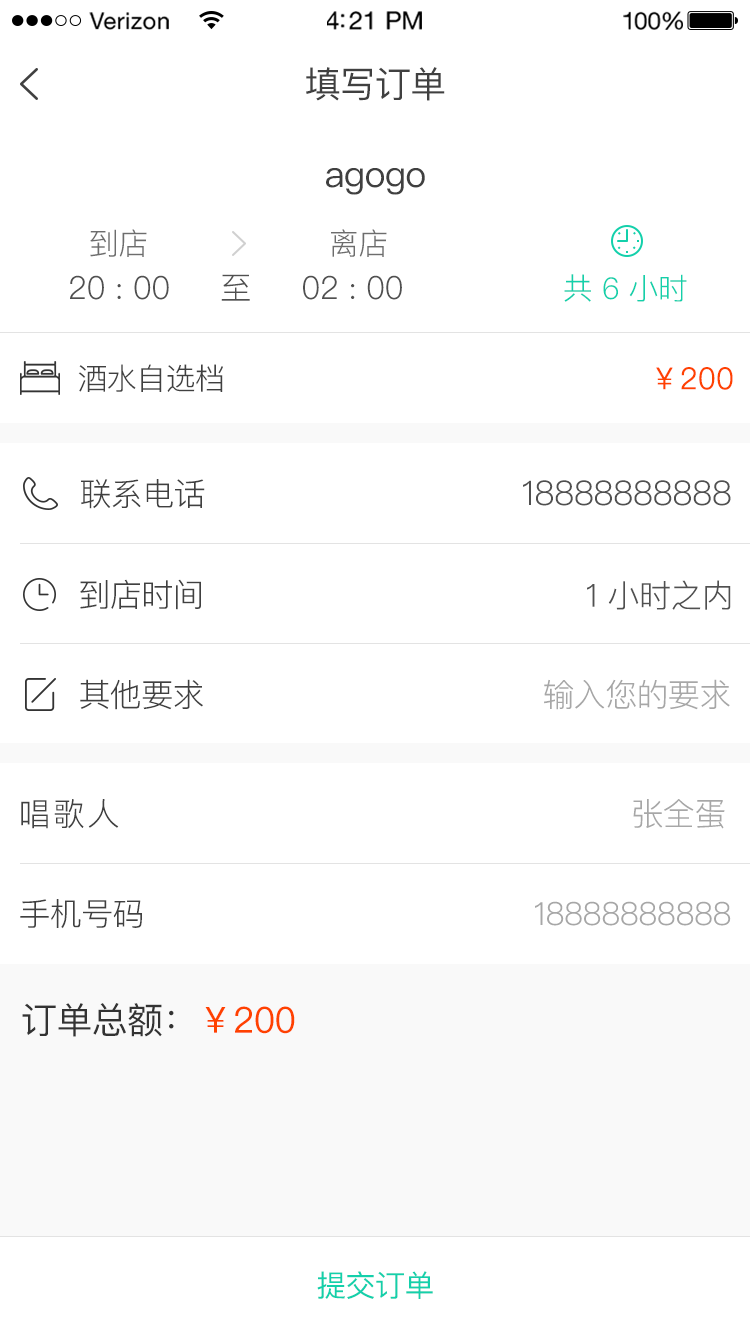 Verizon 4:21 PM 100%
填写订单
agogo
到店 离店
20 : 00 至 02 : 00 共 6 小时
酒水自选档 ¥ 200
联系电话 18888888888
到店时间 1 小时之内
其他要求 输入您的要求
唱歌人 张全蛋
手机号码 18888888888
订单总额： ¥ 200
提交订单